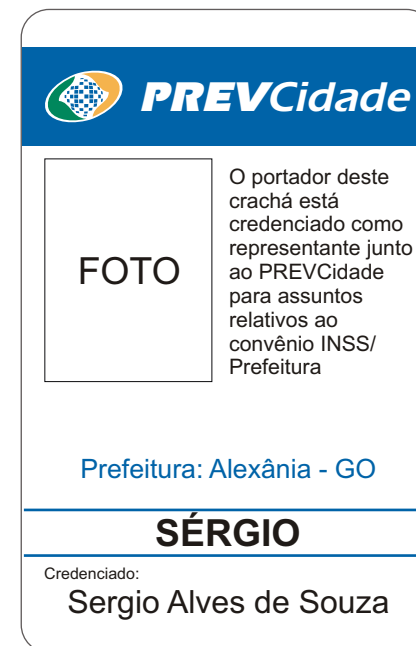 PREVCidade
FOTO
O portador deste
crachá está
credenciado como
representante junto
ao PREVCidade
para assuntos
relativos ao
convênio INSS/
Prefeitura
Prefeitura: Alexânia - GO
SÉRGIO
Credenciado:
Sergio Alves de Souza